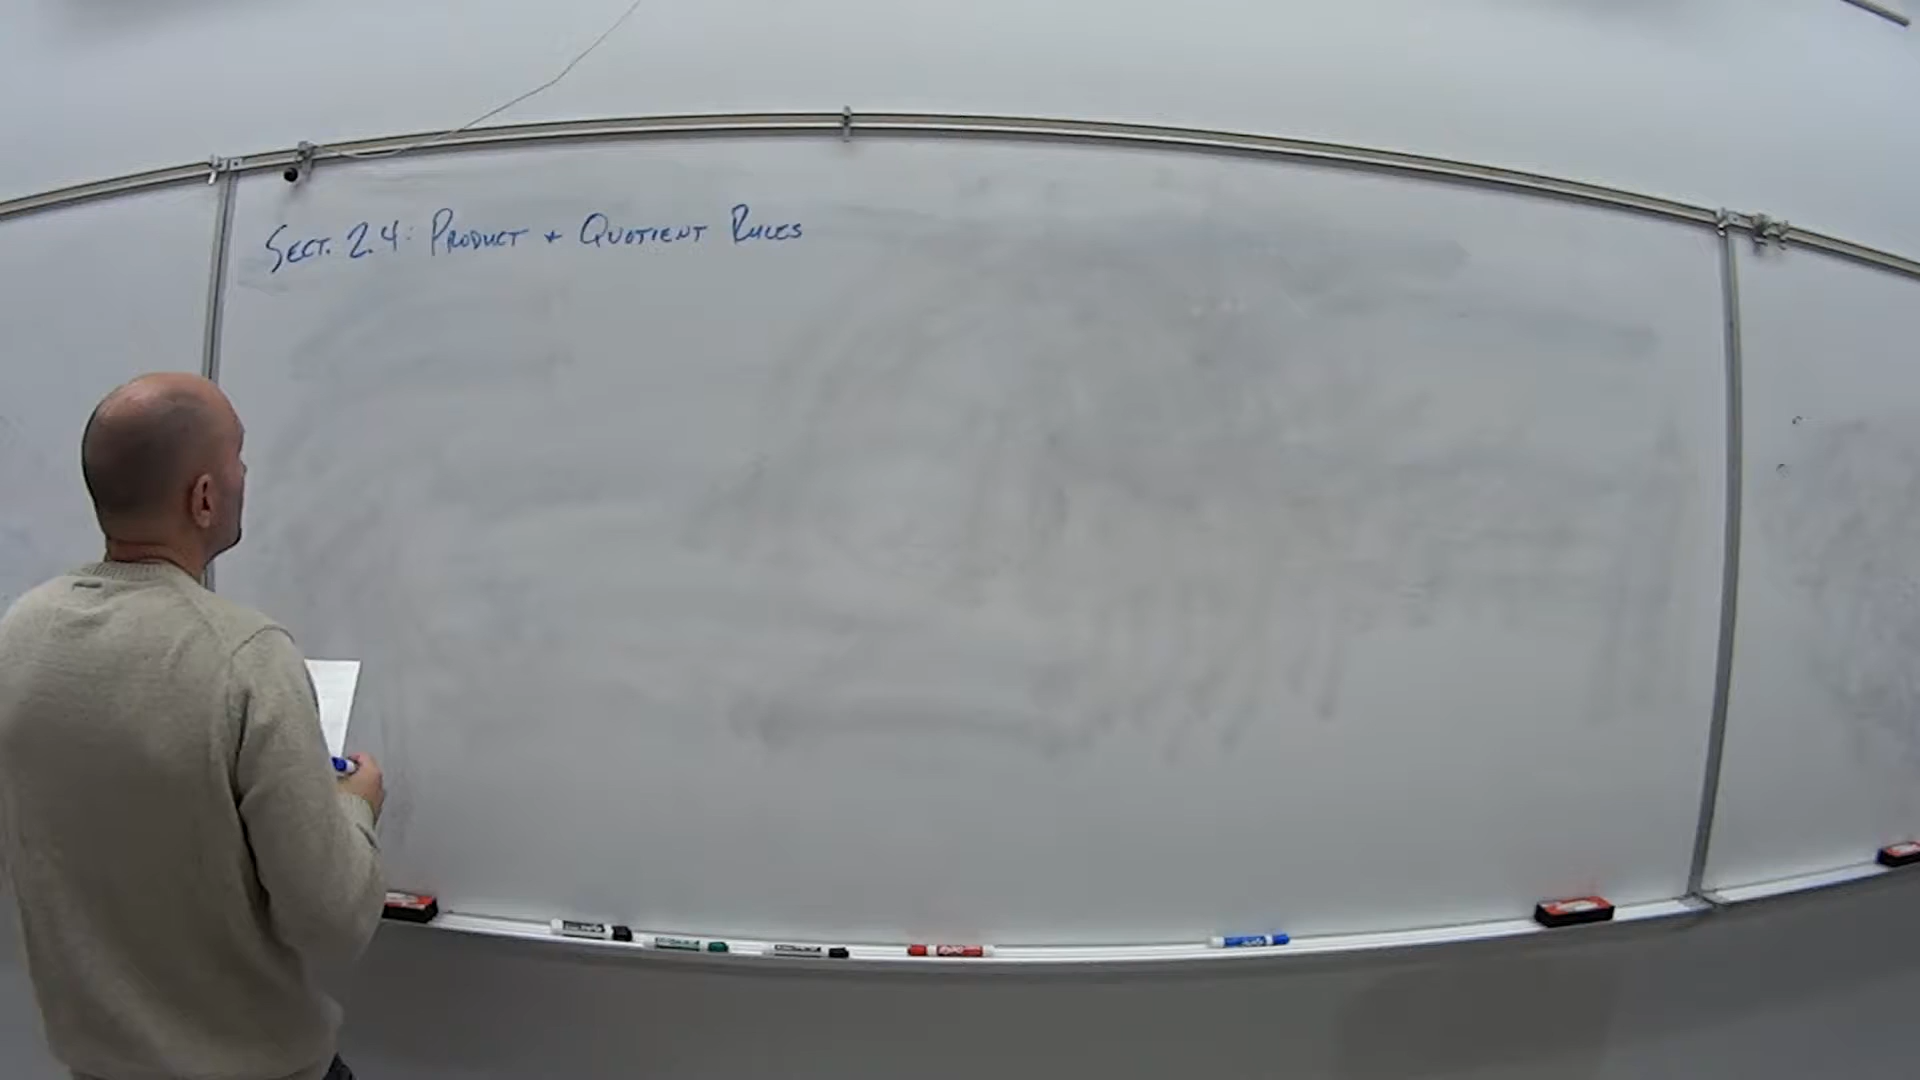 Sect. 2.4: Product + Quotient Rules